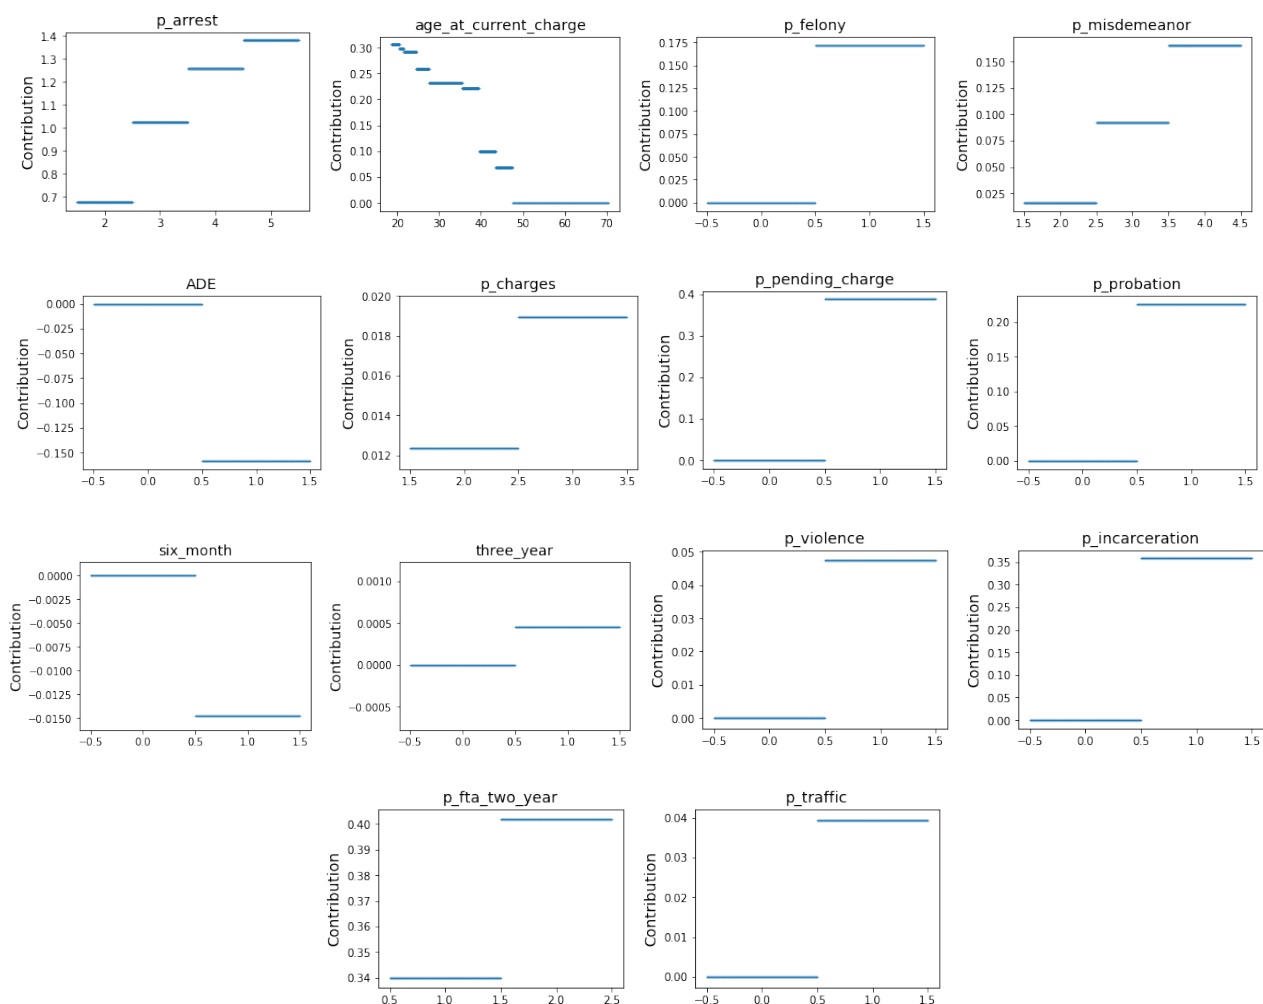 p_arrest
Contribution
1.4
1.3
1.2
1.1
1.0
0.9
0.8
0.7
2 3 4 5
age_at_current_charge
Contribution
0.30
0.25
0.20
0.15
0.10
0.05
0.00
20 30 40 50 60 70
p_felony
Contribution
0.175
0.150
0.125
0.100
0.075
0.050
0.025
0.000
−0.5 0.0 0.5 1.0 1.5
p_misdemeanor
Contribution
0.150
0.125
0.100
0.075
0.050
0.025
1.5 2.0 2.5 3.0 3.5 4.0 4.5
ADE
Contribution
0.000
−0.025
−0.050
−0.075
−0.100
−0.125
−0.150
−0.5 0.0 0.5 1.0 1.5
p_charges
Contribution
0.020
0.018
0.016
0.014
0.012
1.5 2.0 2.5 3.0 3.5
p_pending_charge
Contribution
0.4
0.3
0.2
0.1
0.0
−0.5 0.0 0.5 1.0 1.5
p_probation
Contribution
0.20
0.15
0.10
0.05
0.00
−0.5 0.0 0.5 1.0 1.5
six_month
Contribution
0.0000
−0.0025
−0.0050
−0.0075
−0.0100
−0.0125
−0.0150
−0.5 0.0 0.5 1.0 1.5
three_year
Contribution
0.0010
0.0005
0.0000
−0.0005
−0.5 0.0 0.5 1.0 1.5
p_violence
Contribution
0.05
0.04
0.03
0.02
0.01
0.00
−0.5 0.0 0.5 1.0 1.5
p_incarceration
Contribution
0.35
0.30
0.25
0.20
0.15
0.10
0.05
0.00
−0.5 0.0 0.5 1.0 1.5
p_fta_two_year
Contribution
0.40
0.39
0.38
0.37
0.36
0.35
0.34
0.5 1.0 1.5 2.0 2.5
p_traffic
Contribution
0.04
0.03
0.02
0.01
0.00
−0.5 0.0 0.5 1.0 1.5